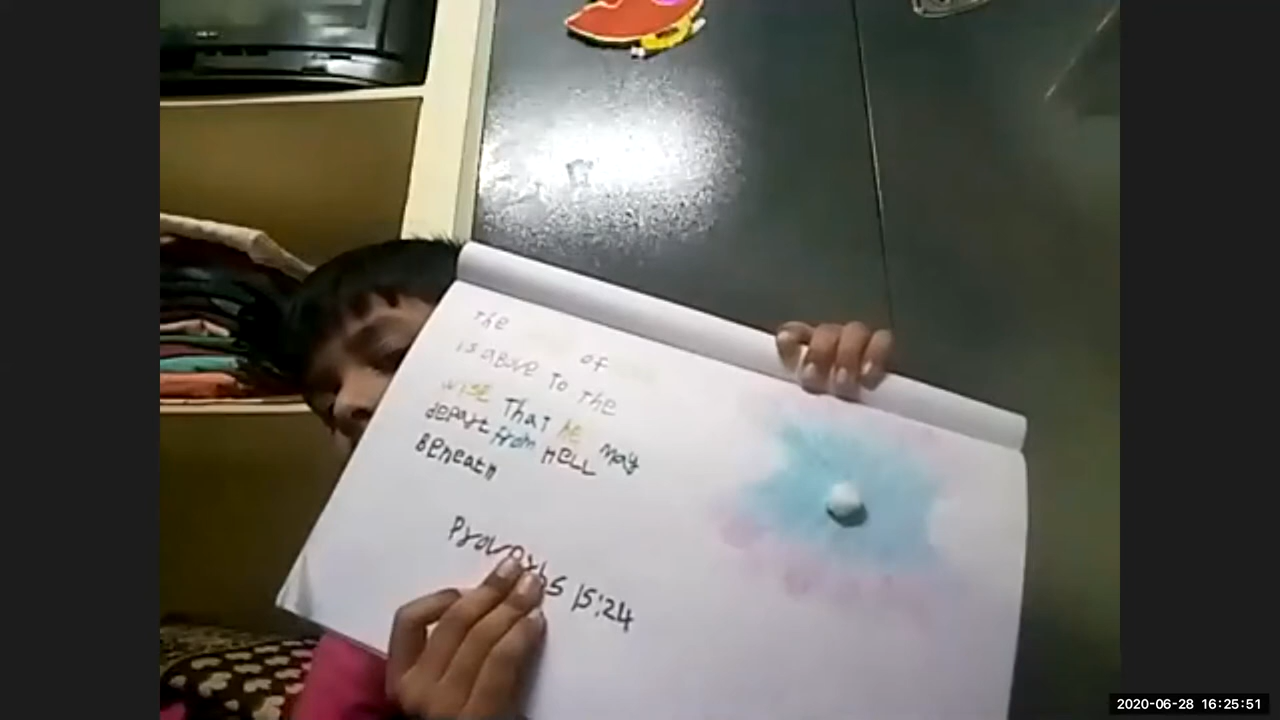 The of
is above To the
wise That he may
depart from HELL
Beneath
Proverbs 15:24
2020-06-28 16:25:51